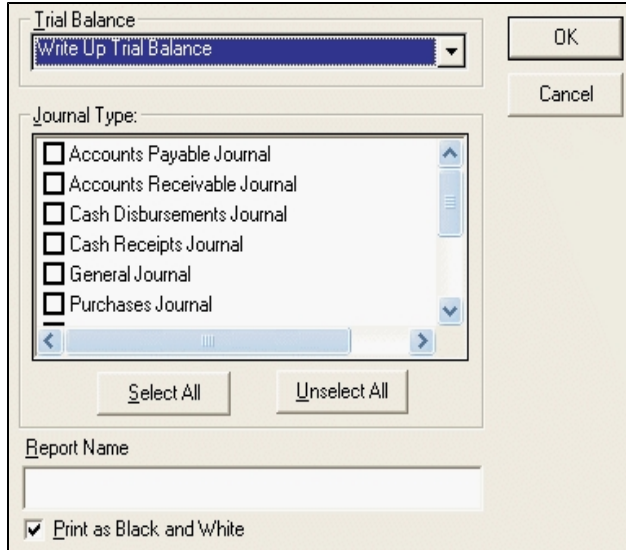 Trial Balance
Write Up Trial Balance
OK
Cancel
Journal Type:
Accounts Payable Journal
Accounts Receivable Journal
Cash Disbursements Journal
Cash Receipts Journal
General Journal
Purchases Journal
Select All
Unselect All
Report Name
Print as Black and White